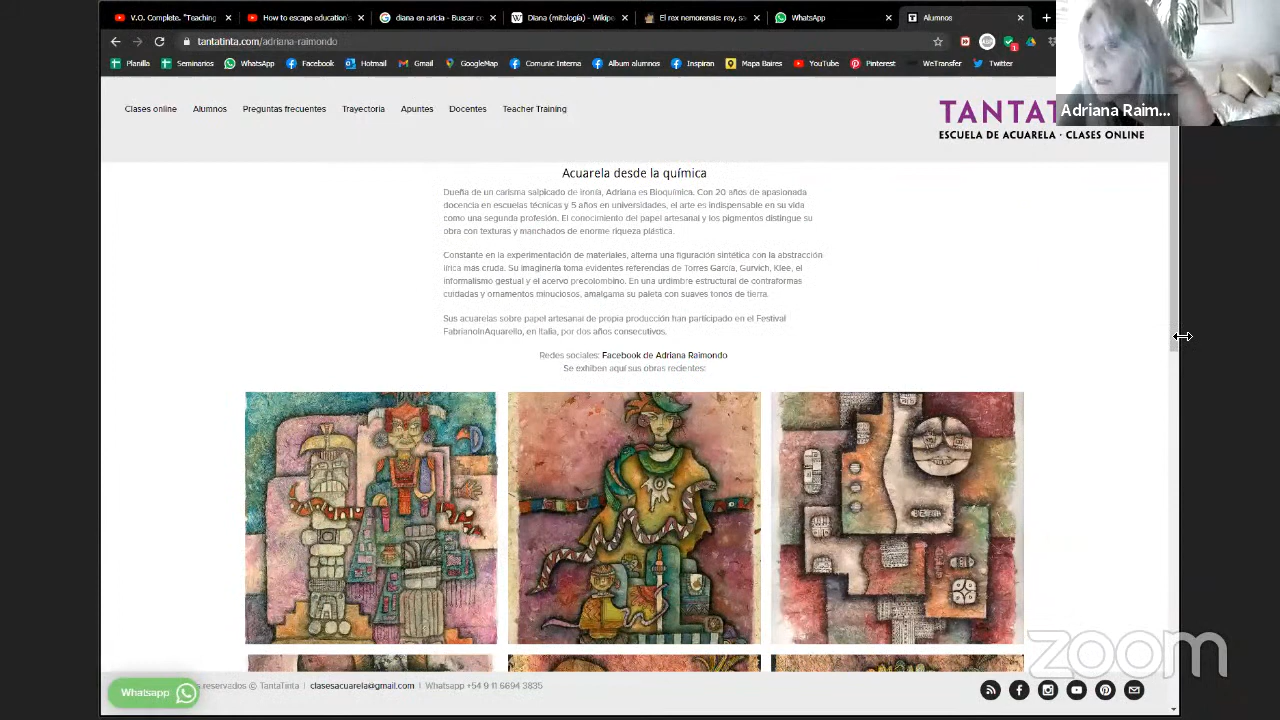 V.O. Complete. "Teaching
How to escape education'
diana en aricia - Buscar c
Diana (mitología) - Wikipe
El rex nemorensis: rey, sa
WhatsApp
Alumnos
tantatinta.com/adriana-raimondo
Planilla
Seminarios
WhatsApp
Facebook
Hotmail
Gmail
GoogleMap
Comunic Interna
Album alumnos
Inspiran
Mapa Baires
YouTube
Pinterest
WeTransfer
Twitter
Adriana Raim...
Clases online
Alumnos
Preguntas frecuentes
Trayectoria
Apuntes
Docentes
Teacher Training
TANTAT
ESCUELA DE ACUARELA · CLASES ONLINE
Acuarela desde la química
Dueña de un carisma salpicado de ironía, Adriana es Bioquímica. Con 20 años de apasionada
docencia en escuelas técnicas y 5 años en universidades, el arte es indispensable en su vida
como una segunda profesión. El conocimiento del papel artesanal y los pigmentos distingue su
obra con texturas y manchados de enorme riqueza plástica.
Constante en la experimentación de materiales, alterna una figuración sintética con la abstracción
lírica más cruda. Su imaginería toma evidentes referencias de Torres García, Gurvich, Klee, el
informalismo gestual y el acervo precolombino. En una urdimbre estructural de contraformas
cuidadas y ornamentos minuciosos, amalgama su paleta con suaves tonos de tierra.
Sus acuarelas sobre papel artesanal de propia producción han participado en el Festival
FabrianoInAquarello, en Italia, por dos años consecutivos.
Redes sociales: Facebook de Adriana Raimondo
Se exhiben aquí sus obras recientes:
zoom
Whatsapp
s reservados © TantaTinta | clasesacuarela@gmail.com | Whatsapp +54 9 11 6694 3835